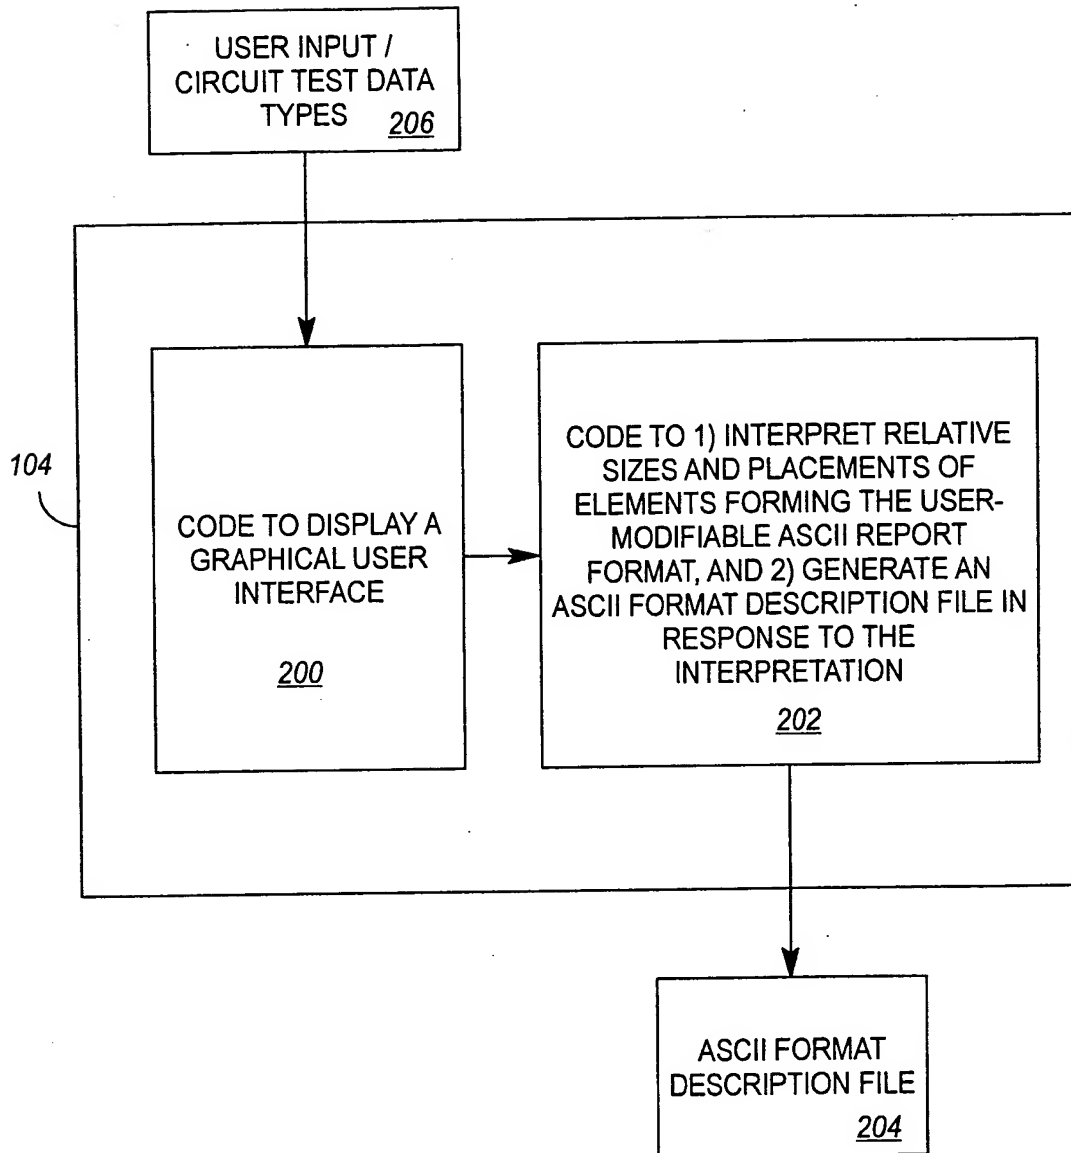 USER INPUT /
CIRCUIT TEST DATA
TYPES
206
104
CODE TO DISPLAY A
GRAPHICAL USER
INTERFACE
200
CODE TO 1) INTERPRET RELATIVE
SIZES AND PLACEMENTS OF
ELEMENTS FORMING THE USER-
MODIFIABLE ASCII REPORT
FORMAT, AND 2) GENERATE AN
ASCII FORMAT DESCRIPTION FILE IN
RESPONSE TO THE
INTERPRETATION
202
ASCII FORMAT
DESCRIPTION FILE
204